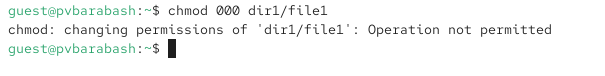 guest@pvbarabash:~$ chmod 000 dir1/file1
chmod: changing permissions of 'dir1/file1': Operation not permitted
guest@pvbarabash:~$